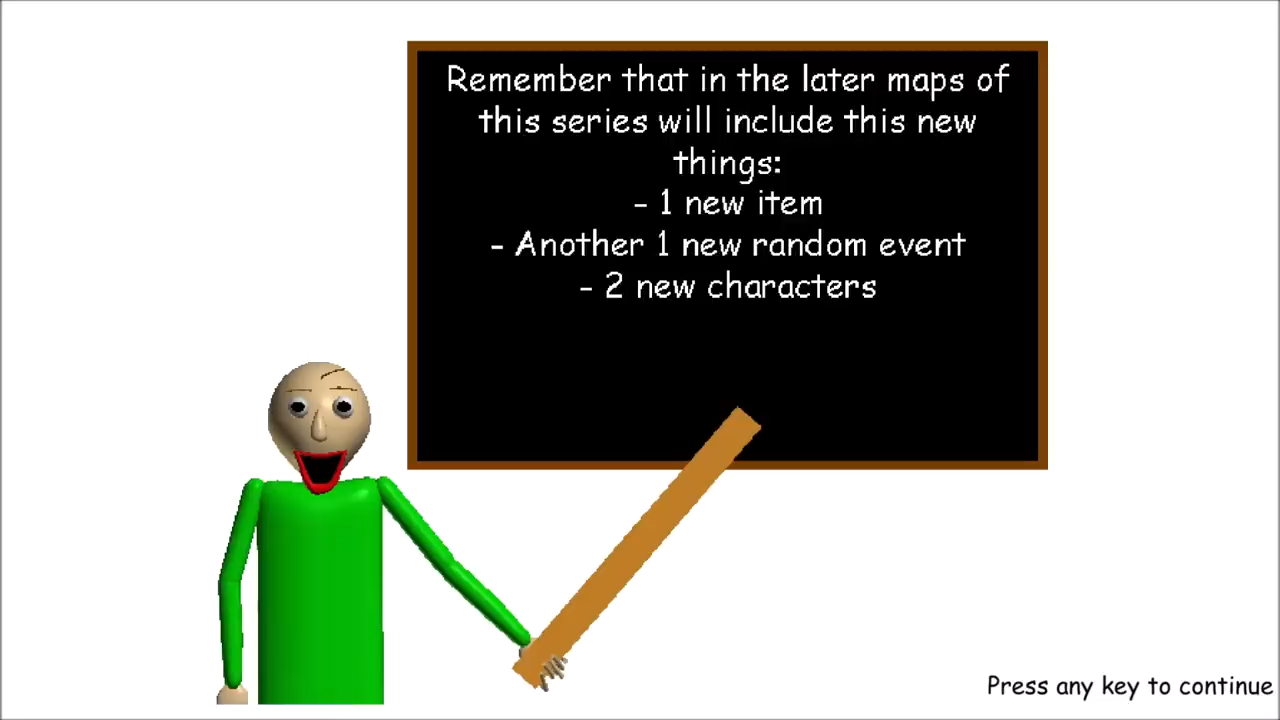 Remember that in the later maps of
this series will include this new
things:
- 1 new item
- Another 1 new random event
- 2 new characters
Press any key to continue